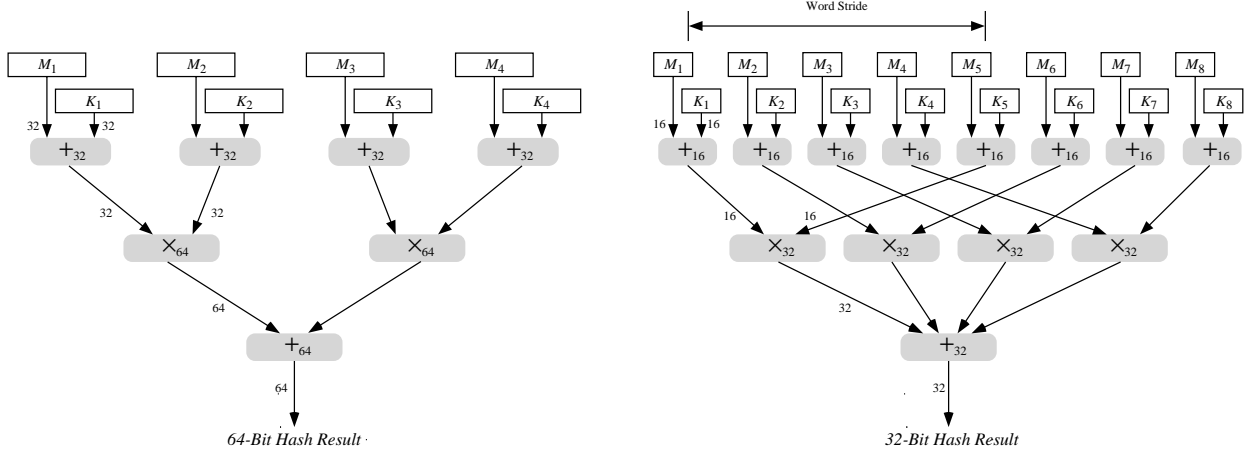 Word Stride
M1 M2 M3 M4
K1 K2 K3 K4
32 32
+32 +32 +32 +32
32 32
×64 ×64
64
+64
64
64-Bit Hash Result
M1 M2 M3 M4 M5 M6 M7 M8
K1 K2 K3 K4 K5 K6 K7 K8
16 16
+16 +16 +16 +16 +16 +16 +16 +16
16 16
×32 ×32 ×32 ×32
32
+32
32
32-Bit Hash Result